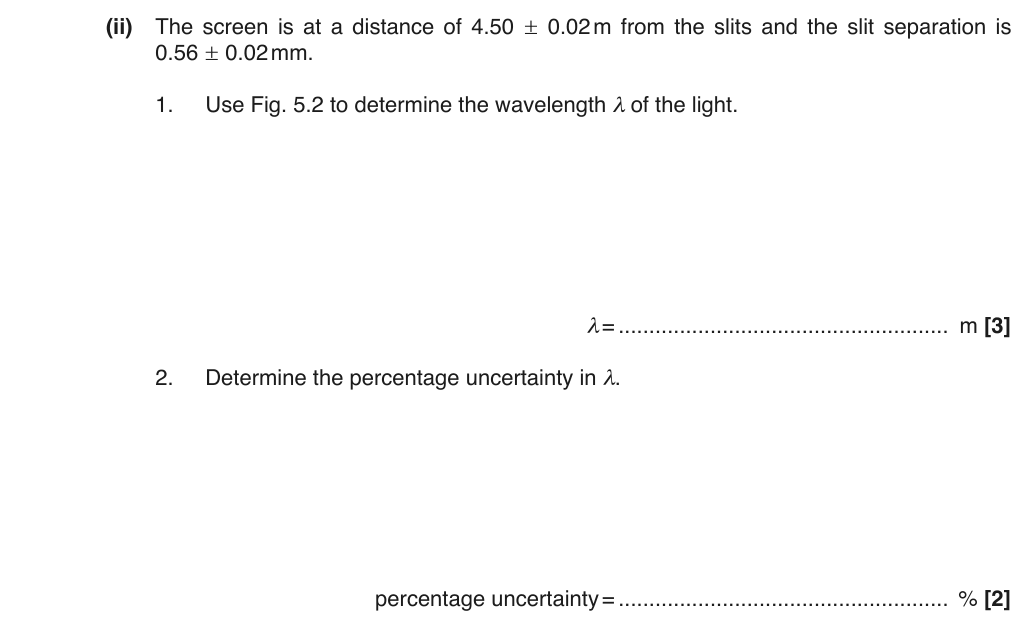 (ii) The screen is at a distance of 4.50 ± 0.02 m from the slits and the slit separation is
0.56 ± 0.02 mm.
1. Use Fig. 5.2 to determine the wavelength λ of the light.
λ = ...................................................... m [3]
2. Determine the percentage uncertainty in λ.
percentage uncertainty = ...................................................... % [2]